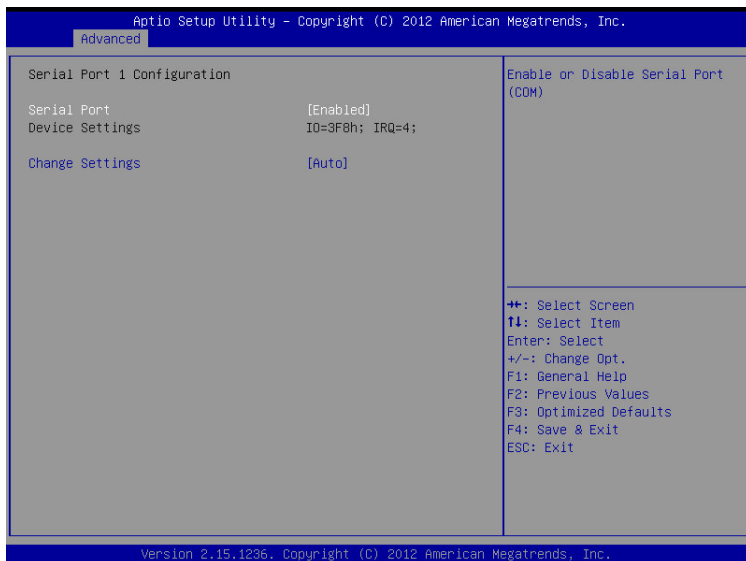 Aptio Setup Utility – Copyright (C) 2012 American Megatrends, Inc.
Advanced
Serial Port 1 Configuration
Serial Port [Enabled]
Device Settings IO=3F8h; IRQ=4;
Change Settings [Auto]
Enable or Disable Serial Port
(COM)
→←: Select Screen
↑↓: Select Item
Enter: Select
+/-: Change Opt.
F1: General Help
F2: Previous Values
F3: Optimized Defaults
F4: Save & Exit
ESC: Exit
Version 2.15.1236. Copyright (C) 2012 American Megatrends, Inc.